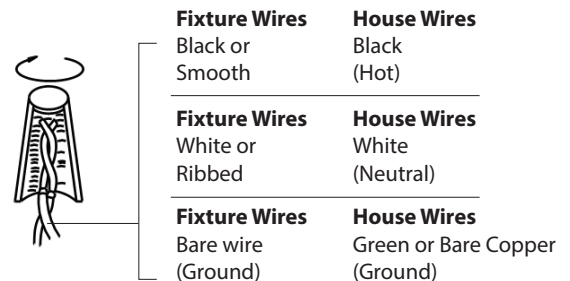 Fixture Wires House Wires
Black or Black
Smooth (Hot)
Fixture Wires House Wires
White or White
Ribbed (Neutral)
Fixture Wires House Wires
Bare wire Green or Bare Copper
(Ground) (Ground)